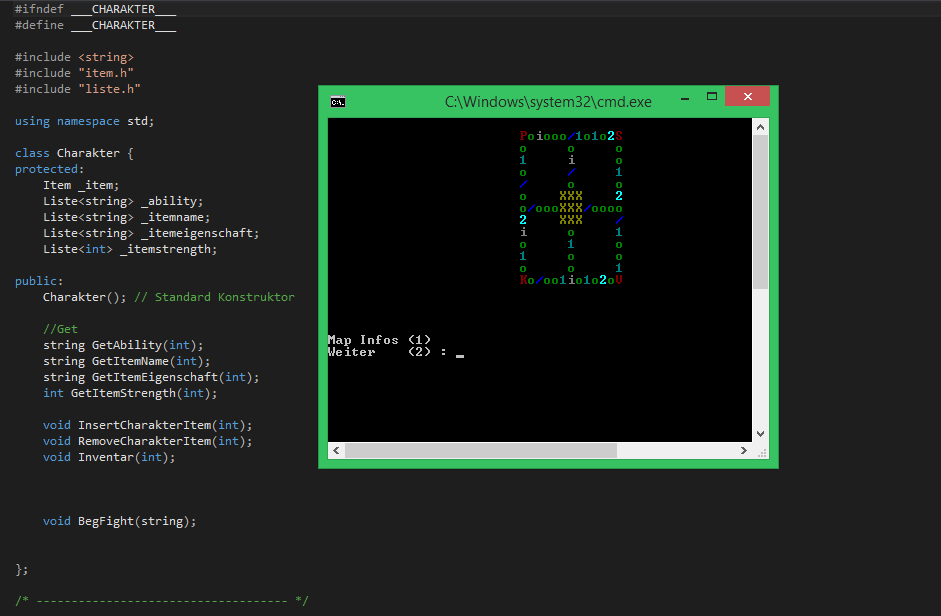 #ifndef ___CHARAKTER___
#define ___CHARAKTER___
#include <string>
#include "item.h"
#include "liste.h"
using namespace std;
class Charakter {
protected:
Item _item;
Liste<string> _ability;
Liste<string> _itemname;
Liste<string> _itemeigenschaft;
Liste<int> _itemstrength;
public:
Charakter(); // Standard Konstruktor
//Get
string GetAbility(int);
string GetItemName(int);
string GetItemEigenschaft(int);
int GetItemStrength(int);
void InsertCharakterItem(int);
void RemoveCharakterItem(int);
void Inventar(int);
void BegFight(string);
};
/* ------------------------------------ */
C:\Windows\system32\cmd.exe
Poiooo/1o1o2S
o o o
1 i o
o / 1
/ o o
o XXX 2
o/oooXXX/oooo
2 XXX /
i o 1
o 1 o
1 o o
o o 1
Ko/oo1io1o2oU
Map Infos (1)
Weiter (2) : _